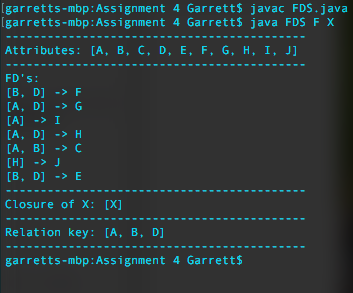 [garretts-mbp:Assignment 4 Garrett$ javac FDS.java
[garretts-mbp:Assignment 4 Garrett$ java FDS F X
------------------------------------------
Attributes: [A, B, C, D, E, F, G, H, I, J]
------------------------------------------
FD's:
[B, D] -> F
[A, D] -> G
[A] -> I
[A, D] -> H
[A, B] -> C
[H] -> J
[B, D] -> E
------------------------------------------
Closure of X: [X]
------------------------------------------
Relation key: [A, B, D]
------------------------------------------
garretts-mbp:Assignment 4 Garrett$